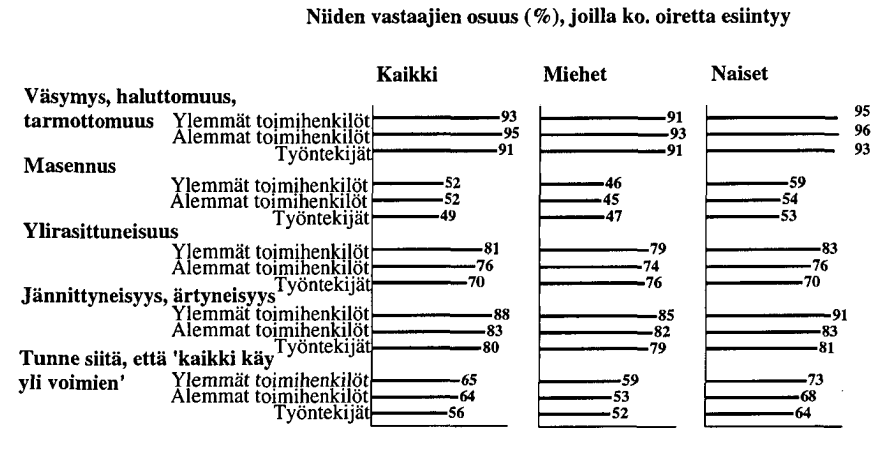 Niiden vastaajien osuus (%), joilla ko. oiretta esiintyy
Kaikki Miehet Naiset
Väsymys, haluttomuus,
tarmottomuus Ylemmät toimihenkilöt 93 91 95
Alemmat toimihenkilöt 95 93 96
Työntekijät 91 91 93
Masennus
Ylemmät toimihenkilöt 52 46 59
Alemmat toimihenkilöt 52 45 54
Työntekijät 49 47 53
Ylirasittuneisuus
Ylemmät toimihenkilöt 81 79 83
Alemmat toimihenkilöt 76 74 76
Työntekijät 70 76 70
Jännittyneisyys, ärtyneisyys
Ylemmät toimihenkilöt 88 85 91
Alemmat toimihenkilöt 83 82 83
Työntekijät 80 79 81
Tunne siitä, että 'kaikki käy
yli voimien' Ylemmät toimihenkilöt 65 59 73
Alemmat toimihenkilöt 64 53 68
Työntekijät 56 52 64